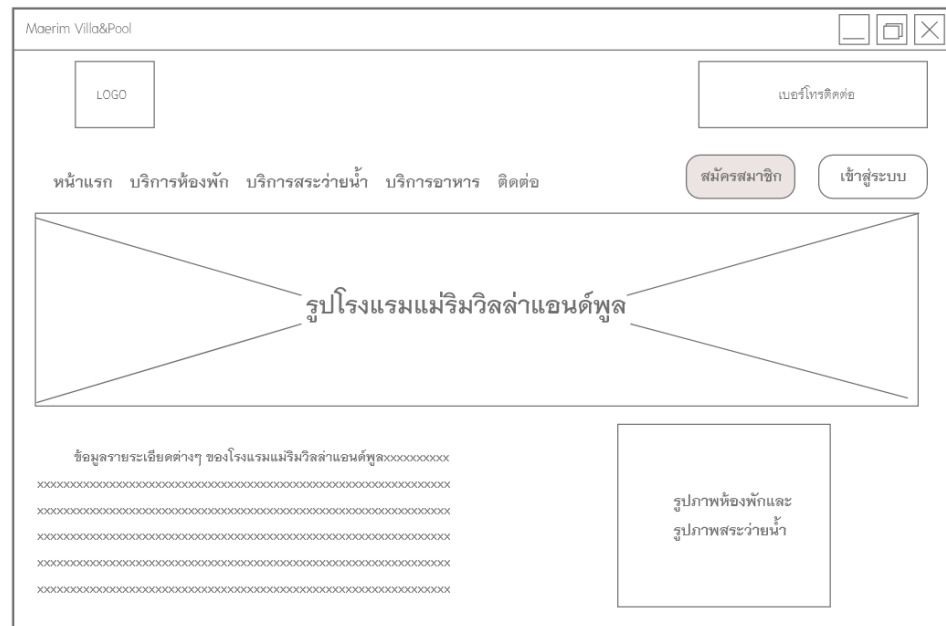 Maerim Villa&Pool
LOGO
เบอร์โทรติดต่อ
หน้าแรก บริการห้องพัก บริการสระว่ายน้ำ บริการอาหาร ติดต่อ
สมัครสมาชิก
เข้าสู่ระบบ
รูปโรงแรมแม่ริมวิลล่าแอนด์พูล
ข้อมูลรายระเอียดต่างๆ ของโรงแรมแม่ริมวิลล่าแอนด์พูลxxxxxxxxxx
xxxxxxxxxxxxxxxxxxxxxxxxxxxxxxxxxxxxxxxxxxxxxxxxxxxxxxxxxxxxxxx
xxxxxxxxxxxxxxxxxxxxxxxxxxxxxxxxxxxxxxxxxxxxxxxxxxxxxxxxxxxxxxx
xxxxxxxxxxxxxxxxxxxxxxxxxxxxxxxxxxxxxxxxxxxxxxxxxxxxxxxxxxxxxxx
xxxxxxxxxxxxxxxxxxxxxxxxxxxxxxxxxxxxxxxxxxxxxxxxxxxxxxxxxxxxxxx
xxxxxxxxxxxxxxxxxxxxxxxxxxxxxxxxxxxxxxxxxxxxxxxxxxxxxxxxxxxxxxx
รูปภาพห้องพักและ
รูปภาพสระว่ายน้ำ